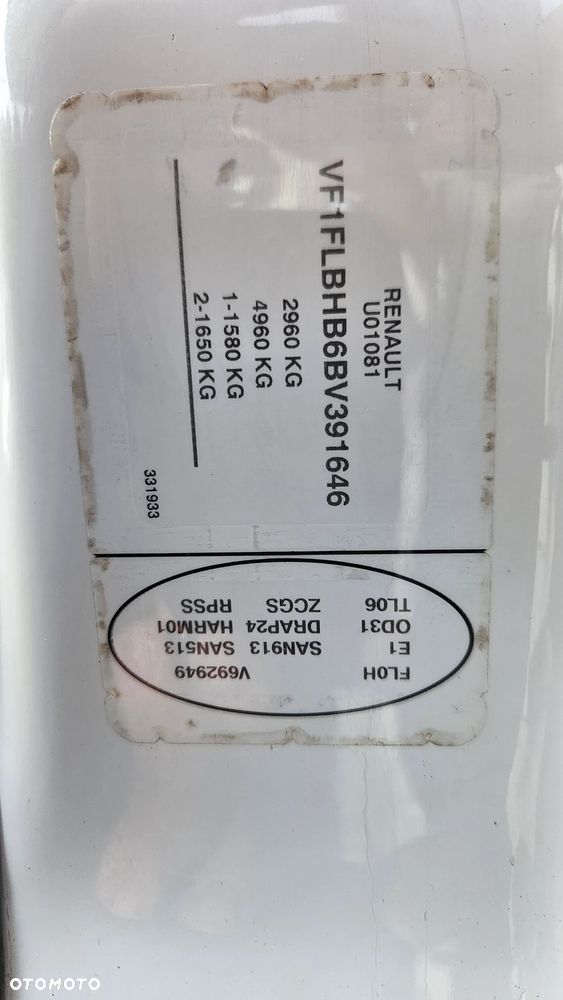 RENAULT
U01081
VF1FLBHB6BV391646
2960 KG
4960 KG
1-1580 KG
2-1650 KG
331933
FL0H V692949
E1 SAN913 SAN513
OD31 DRAP24 HARM01
TL06 ZCGS RPSS
OTOMOTO